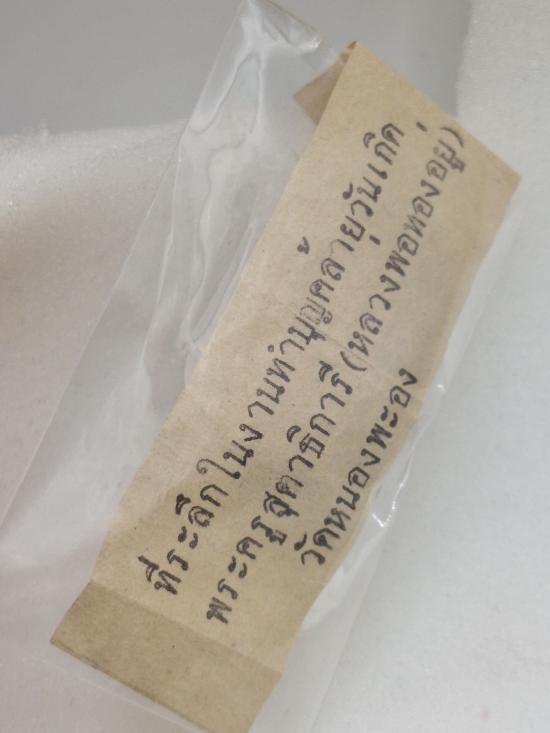 ที่ระลึกในงานทำบุญคล้ายวันเกิด
พระครูสุตาธิการี (หลวงพ่อทองอยู่)
วัดหนองพะอง